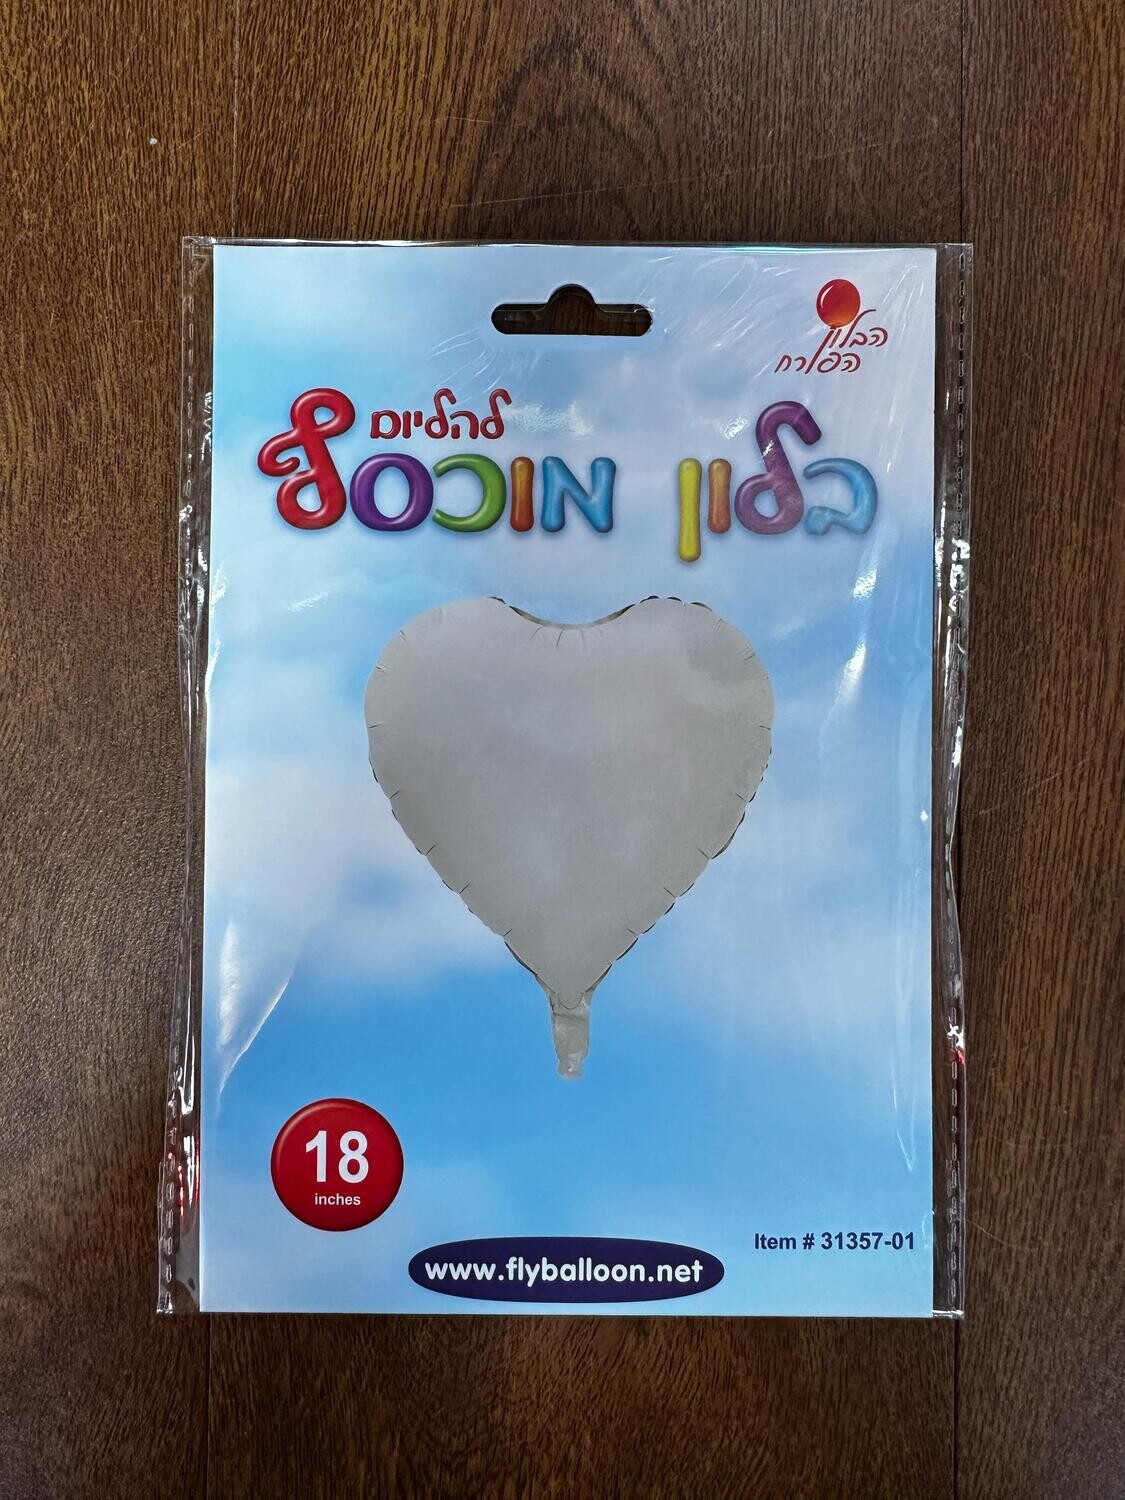 הבלון
הפורח
להליום
בלון מוכסף
18
inches
Item # 31357-01
www.flyballoon.net